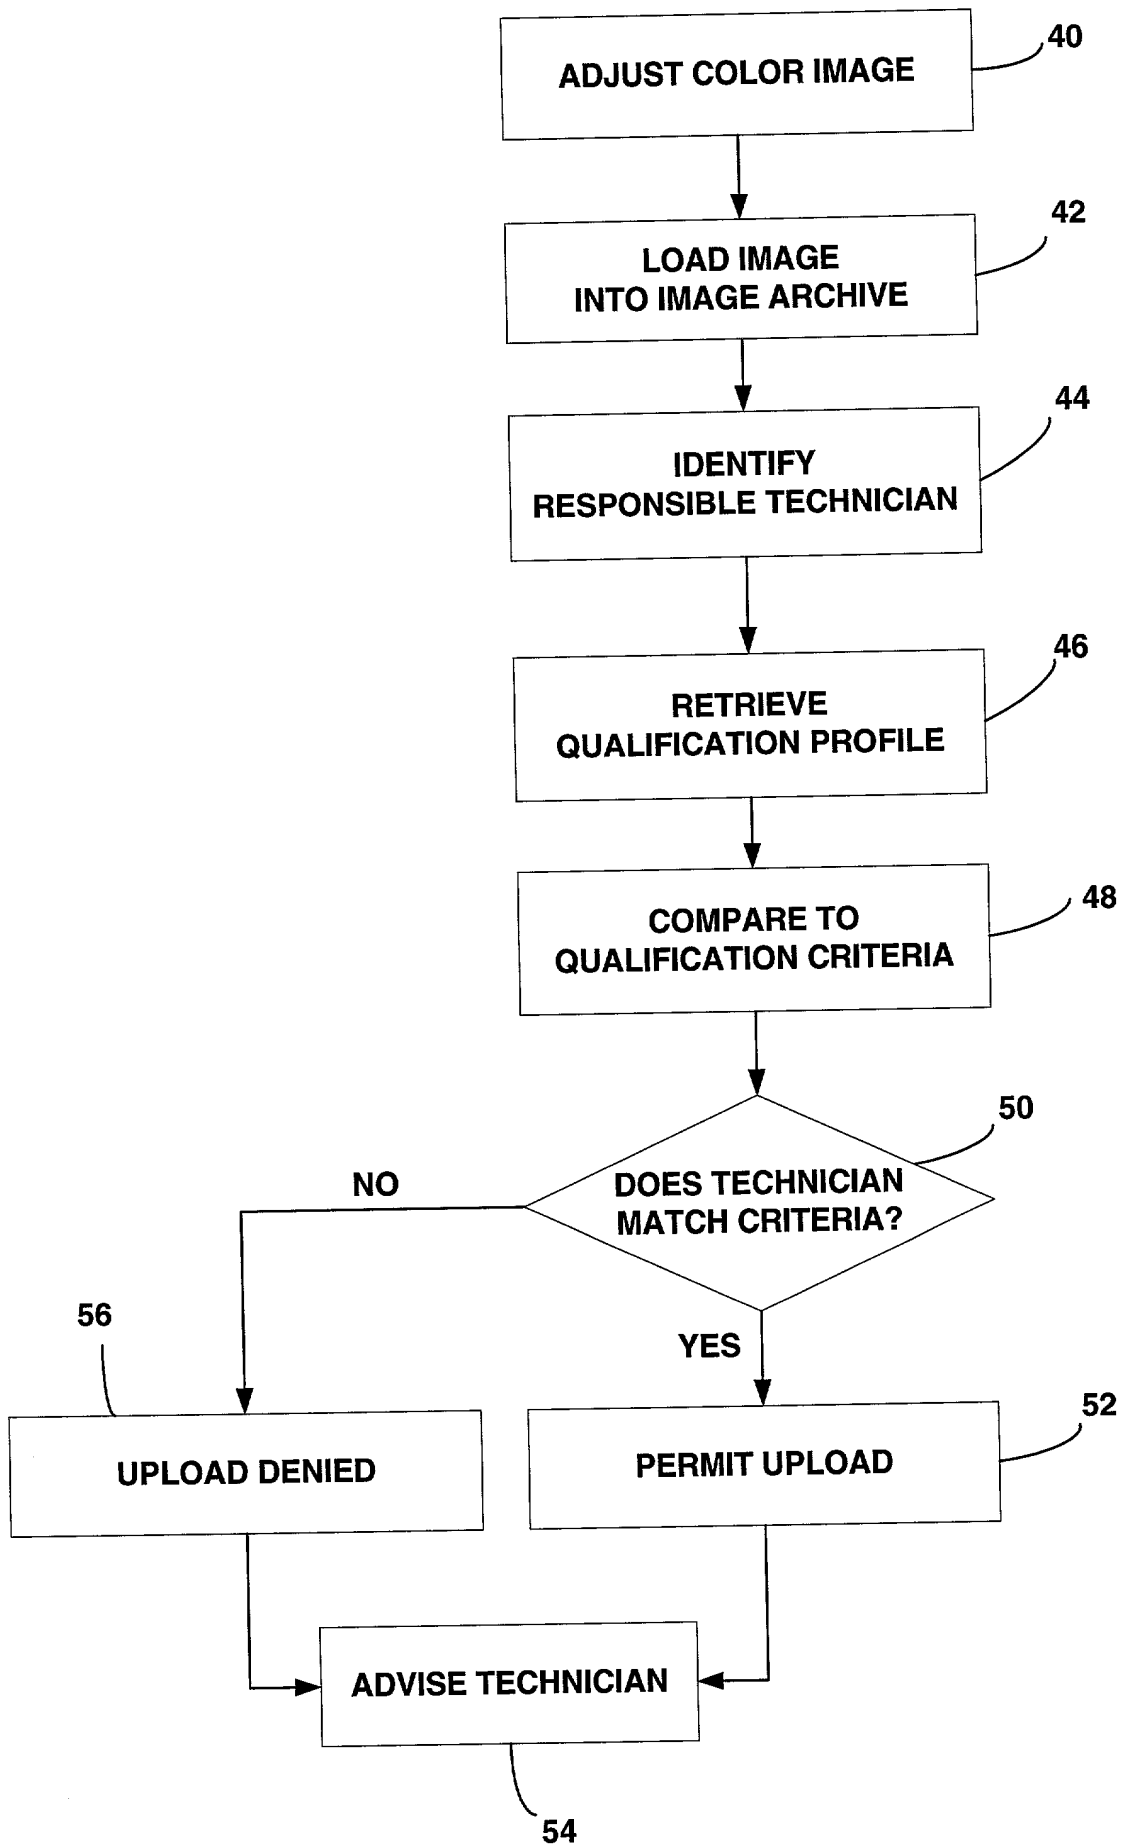 ADJUST COLOR IMAGE
40
LOAD IMAGE
INTO IMAGE ARCHIVE
42
IDENTIFY
RESPONSIBLE TECHNICIAN
44
RETRIEVE
QUALIFICATION PROFILE
46
COMPARE TO
QUALIFICATION CRITERIA
48
DOES TECHNICIAN
MATCH CRITERIA?
50
NO
YES
56
UPLOAD DENIED
PERMIT UPLOAD
52
ADVISE TECHNICIAN
54